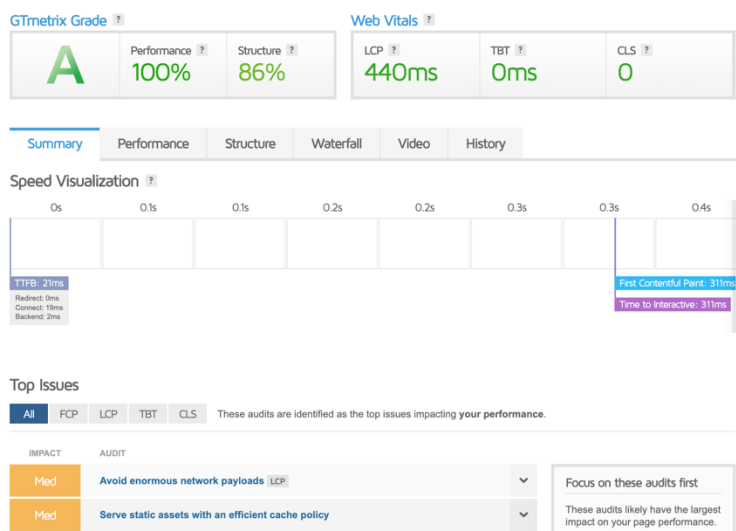 GTmetrix Grade ?
Web Vitals ?
A
Performance ?
100%
Structure ?
86%
LCP ?
440ms
TBT ?
0ms
CLS ?
0
Summary Performance Structure Waterfall Video History
Speed Visualization ?
0s 0.1s 0.1s 0.2s 0.2s 0.3s 0.3s 0.4s
TTFB: 21ms
Redirect: 0ms
Connect: 19ms
Backend: 2ms
First Contentful Paint: 311ms
Time to Interactive: 311ms
Top Issues
All FCP LCP TBT CLS These audits are identified as the top issues impacting your performance.
IMPACT AUDIT
Med Avoid enormous network payloads LCP
Med Serve static assets with an efficient cache policy
Focus on these audits first
These audits likely have the largest
impact on your page performance.